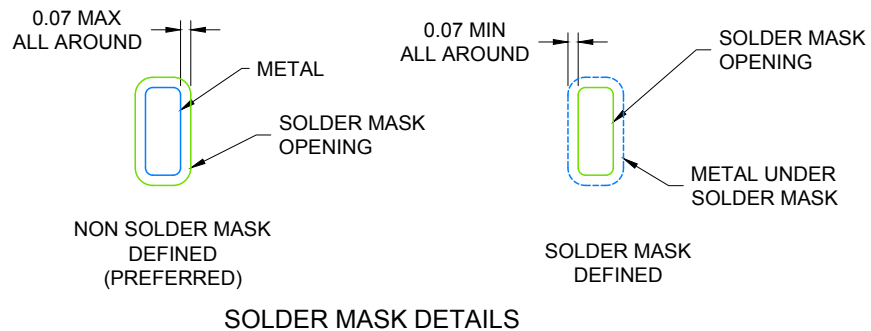 0.07 MAX
ALL AROUND
METAL
SOLDER MASK
OPENING
NON SOLDER MASK
DEFINED
(PREFERRED)
0.07 MIN
ALL AROUND
SOLDER MASK
OPENING
METAL UNDER
SOLDER MASK
SOLDER MASK
DEFINED
SOLDER MASK DETAILS